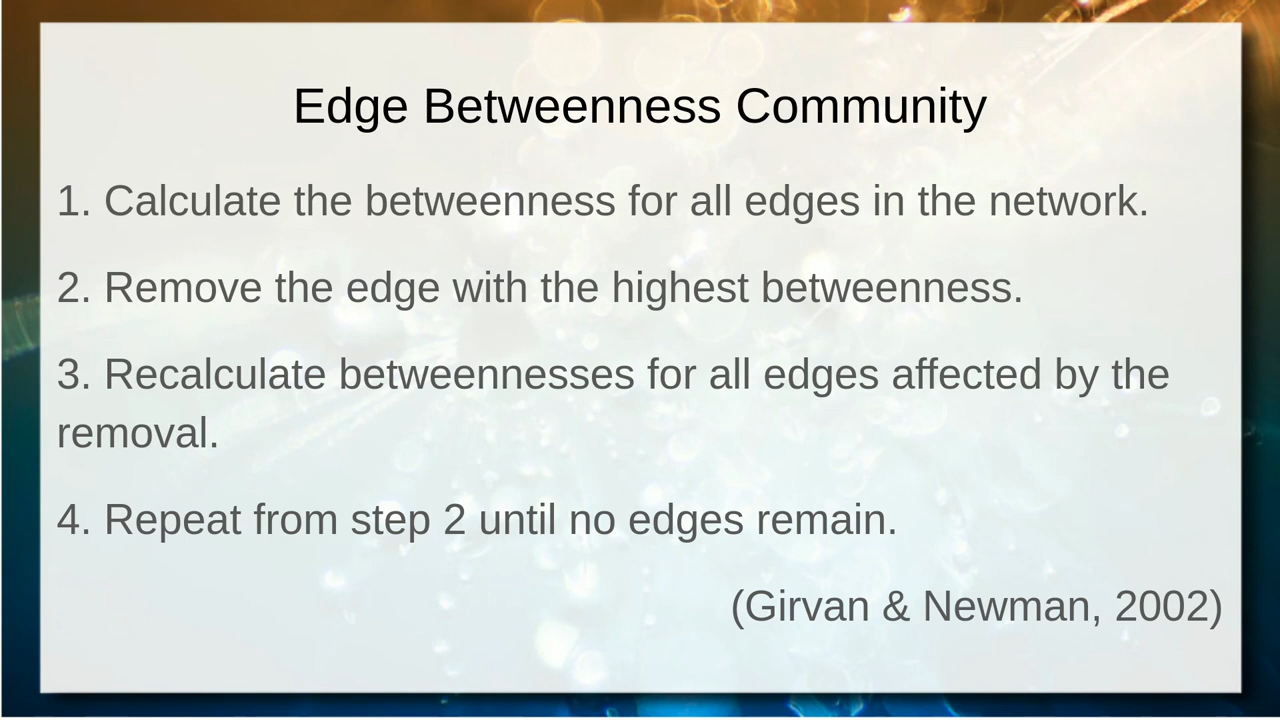 Edge Betweenness Community
1. Calculate the betweenness for all edges in the network.
2. Remove the edge with the highest betweenness.
3. Recalculate betweennesses for all edges affected by the
removal.
4. Repeat from step 2 until no edges remain.
(Girvan & Newman, 2002)